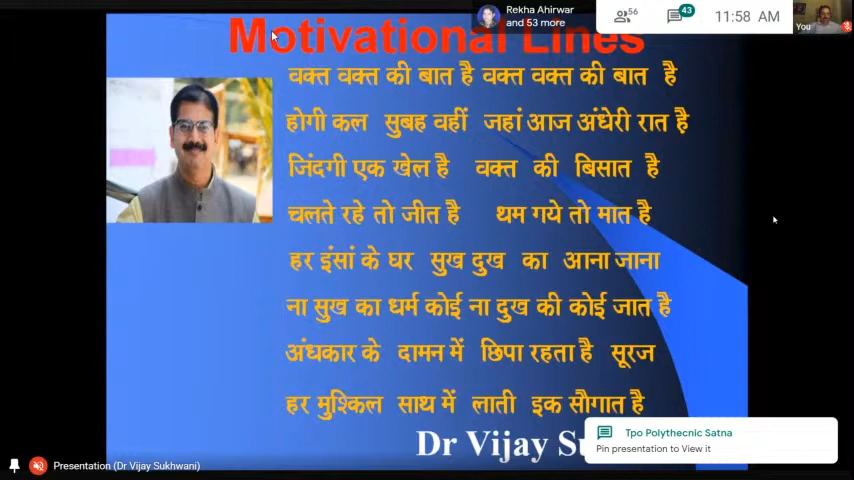 Rekha Ahirwar
and 53 more
56
43
11:58 AM
You
Motivational Lines
वक्त वक्त की बात है वक्त वक्त की बात है
होगी कल सुबह वहीं जहां आज अंधेरी रात है
जिंदगी एक खेल है वक्त की बिसात है
चलते रहे तो जीत है थम गये तो मात है
हर इंसां के घर सुख दुख का आना जाना
ना सुख का धर्म कोई ना दुख की कोई जात है
अंधकार के दामन में छिपा रहता है सूरज
हर मुश्किल साथ में लाती इक सौगात है
Dr Vijay Su
Tpo Polythecnic Satna
Pin presentation to View it
Presentation (Dr Vijay Sukhwani)